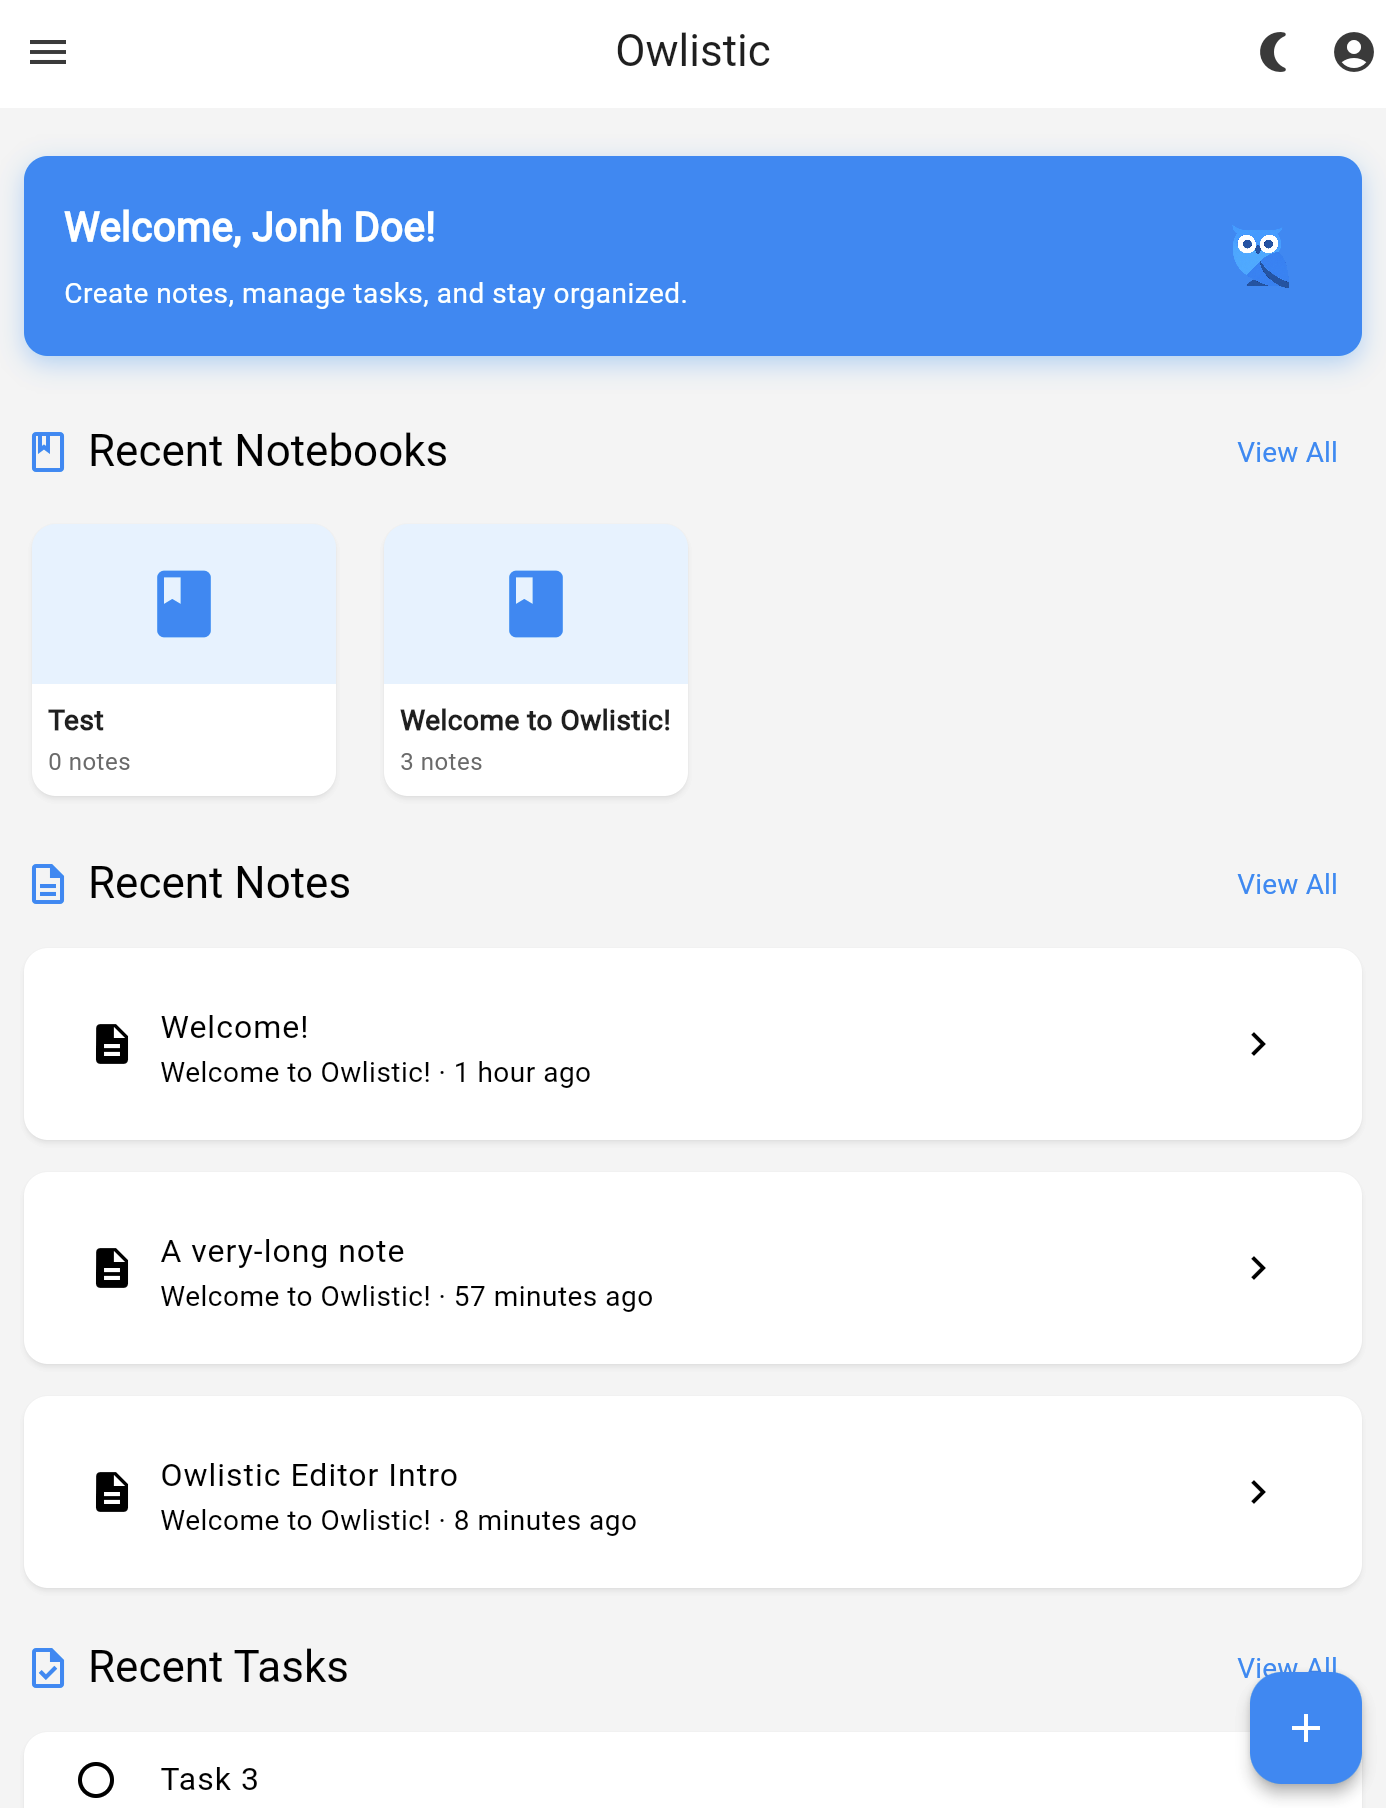 Owlistic
Welcome, Jonh Doe!
Create notes, manage tasks, and stay organized.
Recent Notebooks
View All
Test
0 notes
Welcome to Owlistic!
3 notes
Recent Notes
View All
Welcome!
Welcome to Owlistic! · 1 hour ago
A very-long note
Welcome to Owlistic! · 57 minutes ago
Owlistic Editor Intro
Welcome to Owlistic! · 8 minutes ago
Recent Tasks
View All
Task 3